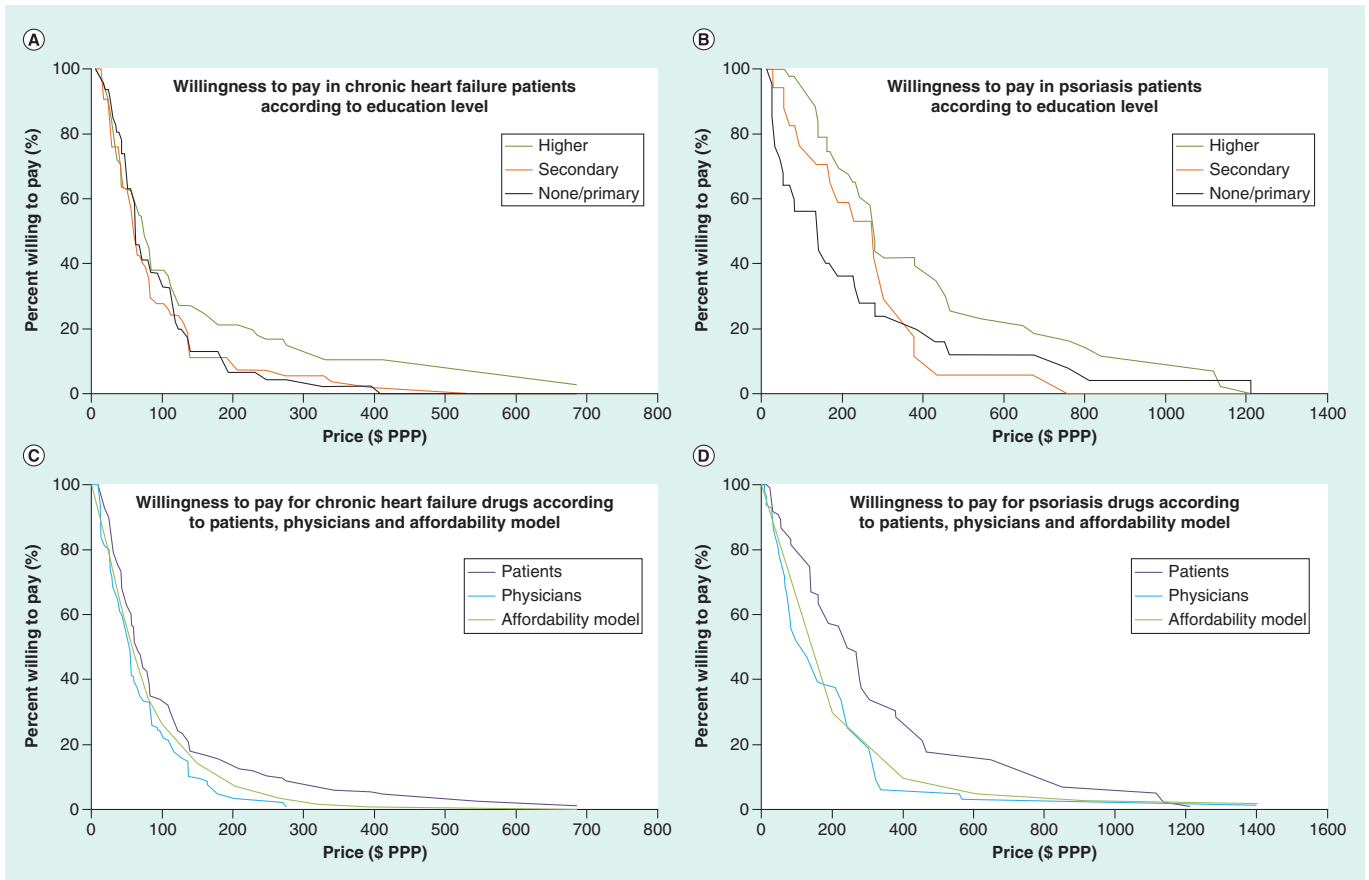 A
Willingness to pay in chronic heart failure patients
according to education level
Percent willing to pay (%)
100
80
60
40
20
0
Higher
Secondary
None/primary
0 100 200 300 400 500 600 700 800
Price ($ PPP)
B
Willingness to pay in psoriasis patients
according to education level
Percent willing to pay (%)
100
80
60
40
20
0
Higher
Secondary
None/primary
0 200 400 600 800 1000 1200 1400
Price ($ PPP)
C
Willingness to pay for chronic heart failure drugs according
to patients, physicians and affordability model
Percent willing to pay (%)
100
80
60
40
20
0
Patients
Physicians
Affordability model
0 100 200 300 400 500 600 700 800
Price ($ PPP)
D
Willingness to pay for psoriasis drugs according
to patients, physicians and affordability model
Percent willing to pay (%)
100
80
60
40
20
0
Patients
Physicians
Affordability model
0 200 400 600 800 1000 1200 1400 1600
Price ($ PPP)